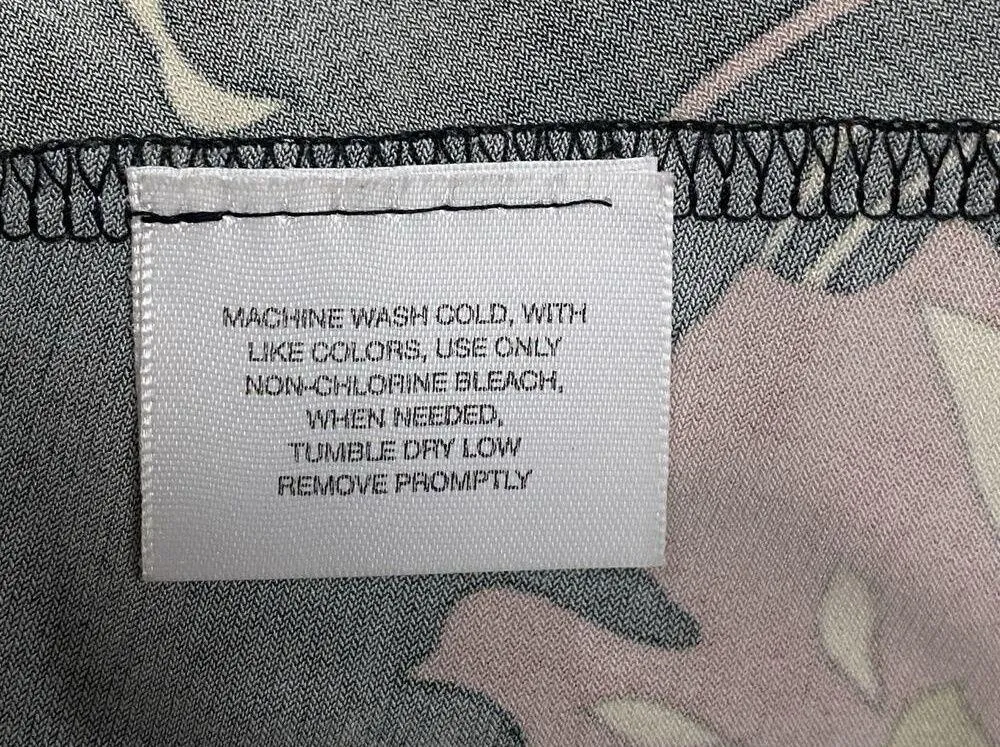 MACHINE WASH COLD, WITH
LIKE COLORS, USE ONLY
NON-CHLORINE BLEACH,
WHEN NEEDED,
TUMBLE DRY LOW
REMOVE PROMPTLY